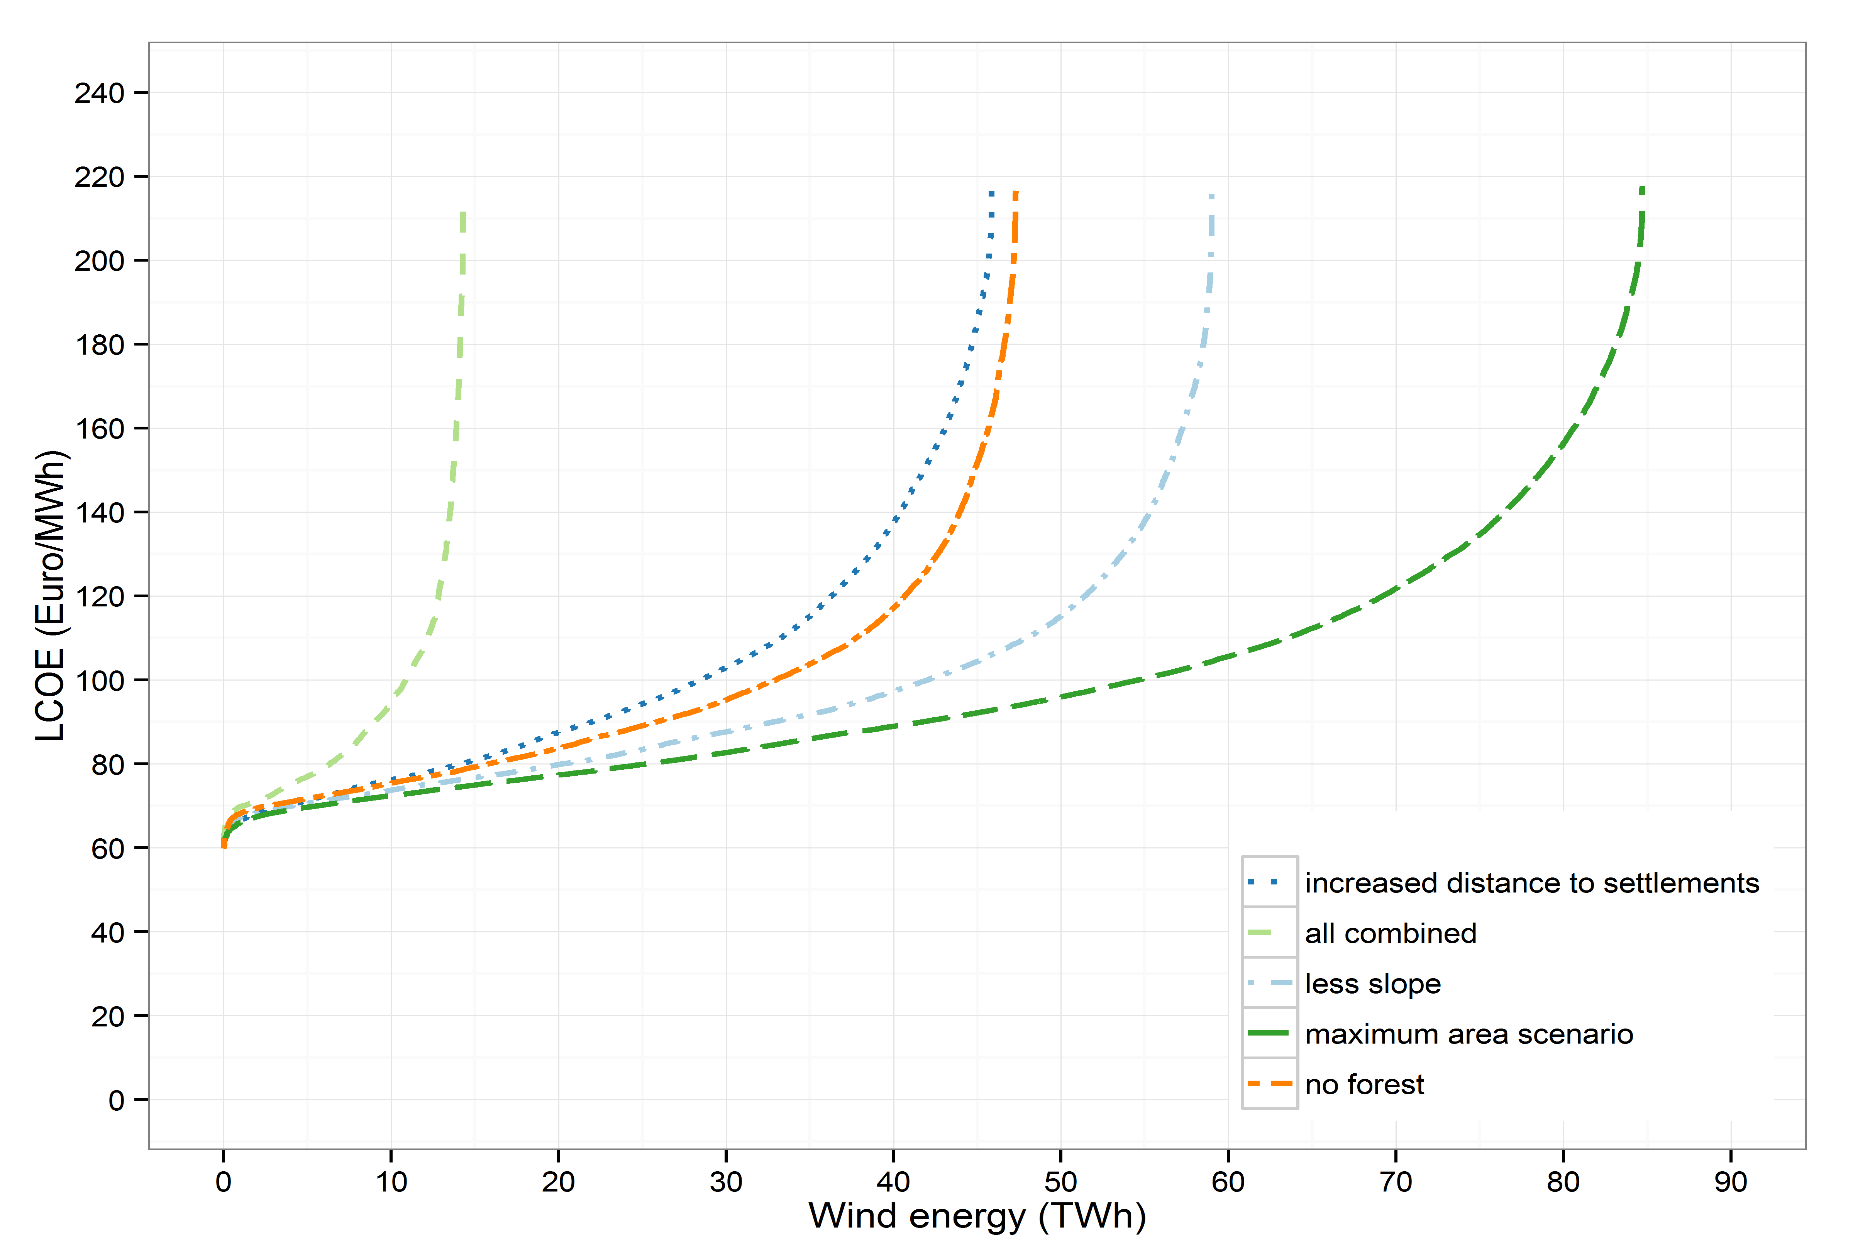 240
220
200
180
160
140
120
100
80
60
40
20
0
LCOE (Euro/MWh)
increased distance to settlements
all combined
less slope
maximum area scenario
no forest
0 10 20 30 40 50 60 70 80 90
Wind energy (TWh)